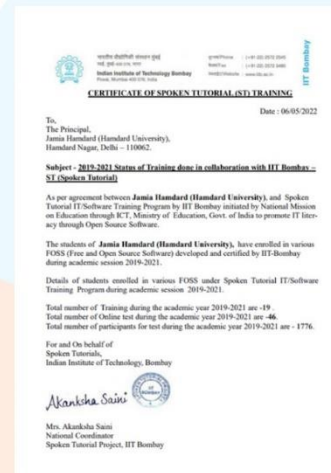 भारतीय प्रौद्योगिकी संस्थान मुंबई
Indian Institute of Technology Bombay
Powai, Mumbai-400 076, India
IIT Bombay
CERTIFICATE OF SPOKEN TUTORIAL (ST) TRAINING
Date : 06/05/2022
To,
The Principal,
Jamia Hamdard (Hamdard University),
Hamdard Nagar, Delhi – 110062.
Subject - 2019-2021 Status of Training done in collaboration with IIT Bombay –
ST (Spoken Tutorial)
As per agreement between Jamia Hamdard (Hamdard University), and Spoken
Tutorial IT/Software Training Program by IIT Bombay initiated by National Mission
on Education through ICT, Ministry of Education, Govt. of India to promote IT liter-
acy through Open Source Software.
The students of Jamia Hamdard (Hamdard University), have enrolled in various
FOSS (Free and Open Source Software) developed and certified by IIT-Bombay
during academic session 2019-2021.
Details of students enrolled in various FOSS under Spoken Tutorial IT/Software
Training Program during academic session 2019-2021.
Total number of Training during the academic year 2019-2021 are -19 .
Total number of Online test during the academic year 2019-2021 are -46.
Total number of participants for test during the academic year 2019-2021 are - 1776.
For and On behalf of
Spoken Tutorials,
Indian Institute of Technology, Bombay
Akanksha Saini
Mrs. Akanksha Saini
National Coordinator
Spoken Tutorial Project, IIT Bombay